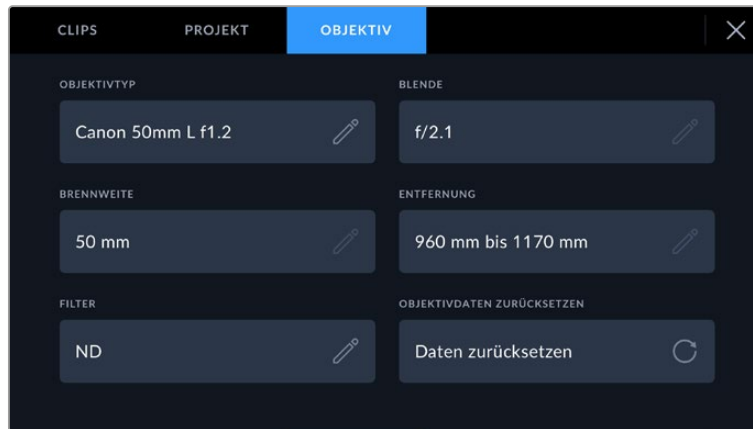 CLIPS PROJEKT OBJEKTIV
OBJEKTIVTYP BLENDE
Canon 50mm L f1.2 f/2.1
BRENNWEITE ENTFERNUNG
50 mm 960 mm bis 1170 mm
FILTER OBJEKTIVDATEN ZURÜCKSETZEN
ND Daten zurücksetzen